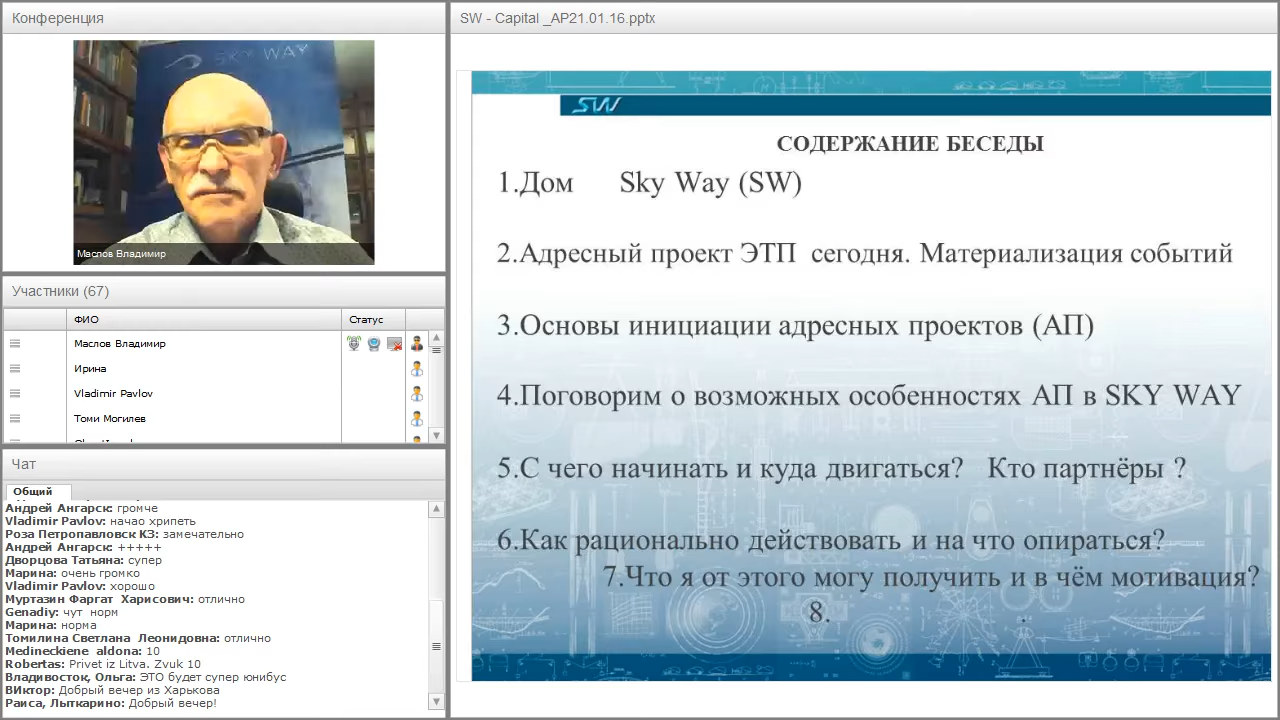 Конференция
SKY WAY
Маслов Владимир
Участники (67)
ФИО
Статус
Маслов Владимир
Ирина
Vladimir Pavlov
Томи Могилев
Чат
Общий
Андрей Ангарск: громче
Vladimir Pavlov: начао хрипеть
Роза Петропавловск КЗ: замечательно
Андрей Ангарск: +++++
Дворцова Татьяна: супер
Марина: очень громко
Vladimir Pavlov: хорошо
Муртазин Фаргат Харисович: отлично
Genadiy: чут норм
Марина: норма
Томилина Светлана Леонидовна: отлично
Medineckiene aldona: 10
Robertas: Privet iz Litva. Zvuk 10
Владивосток, Ольга: ЭТО будет супер юнибус
ВИктор: Добрый вечер из Харькова
Раиса, Лыткарино: Добрый вечер!
SW - Capital _AP21.01.16.pptx
SW
СОДЕРЖАНИЕ БЕСЕДЫ
1.Дом Sky Way (SW)
2.Адресный проект ЭТП сегодня. Материализация событий
3.Основы инициации адресных проектов (АП)
4.Поговорим о возможных особенностях АП в SKY WAY
5.С чего начинать и куда двигаться? Кто партнёры ?
6.Как рационально действовать и на что опираться?
7.Что я от этого могу получить и в чём мотивация?
8. .